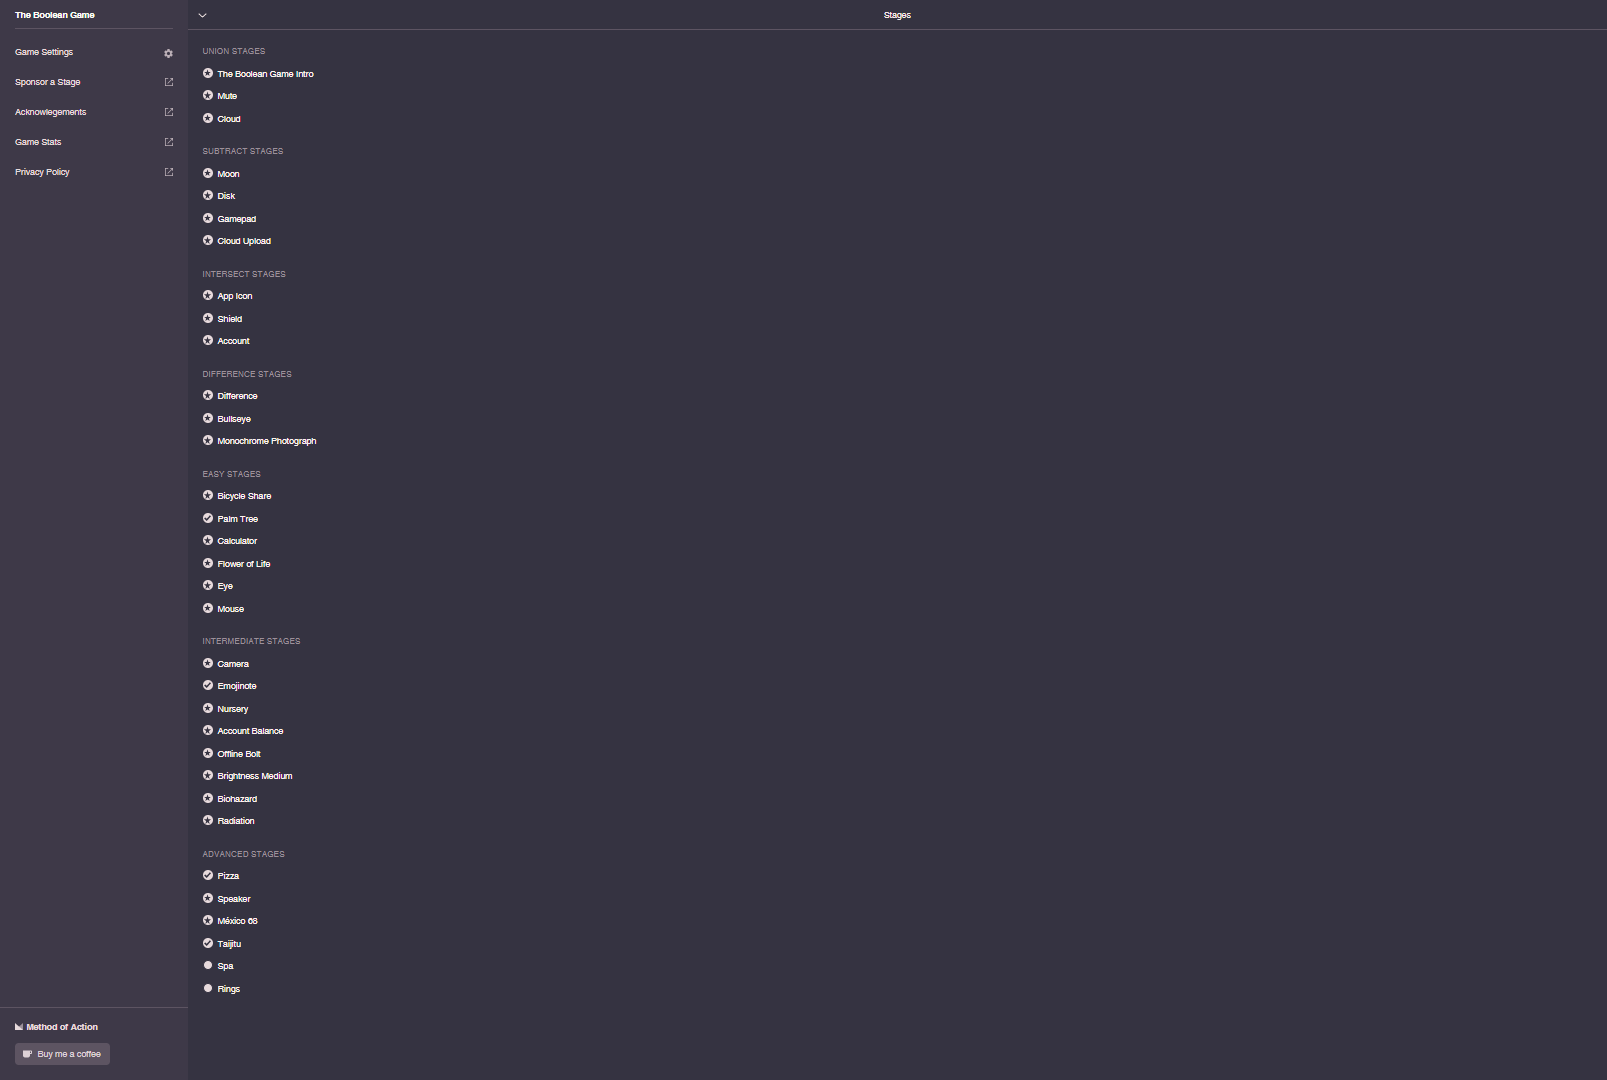 The Boolean Game
Game Settings
Sponsor a Stage
Acknowlegements
Game Stats
Privacy Policy
Method of Action
Buy me a coffee
Stages
UNION STAGES
The Boolean Game Intro
Mute
Cloud
SUBTRACT STAGES
Moon
Disk
Gamepad
Cloud Upload
INTERSECT STAGES
App Icon
Shield
Account
DIFFERENCE STAGES
Difference
Bullseye
Monochrome Photograph
EASY STAGES
Bicycle Share
Palm Tree
Calculator
Flower of Life
Eye
Mouse
INTERMEDIATE STAGES
Camera
Emojinote
Nursery
Account Balance
Offline Bolt
Brightness Medium
Biohazard
Radiation
ADVANCED STAGES
Pizza
Speaker
México 68
Taijitu
Spa
Rings